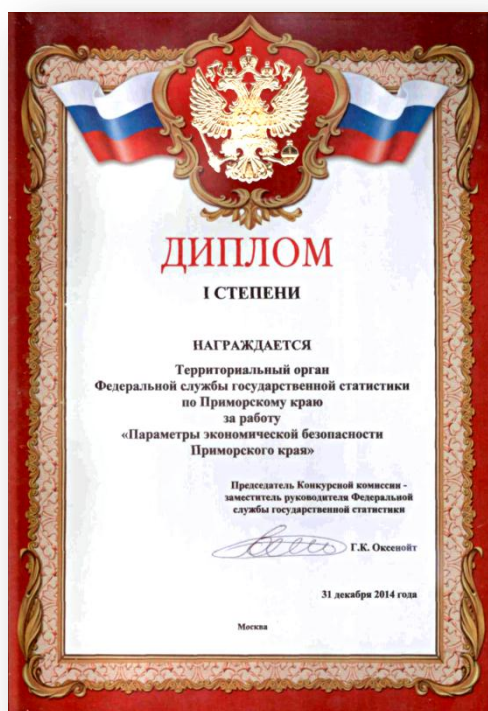 ДИПЛОМ
I СТЕПЕНИ
НАГРАЖДАЕТСЯ
Территориальный орган
Федеральной службы государственной статистики
по Приморскому краю
за работу
«Параметры экономической безопасности
Приморского края»
Председатель Конкурсной комиссии -
заместитель руководителя Федеральной
службы государственной статистики
Г.К. Оксенойт
31 декабря 2014 года
Москва